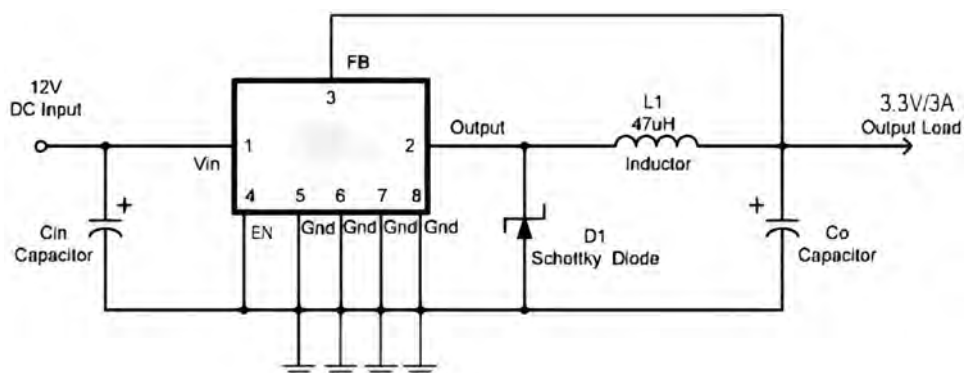 FB
12V
DC Input
3
L1
47uH
3.3V/3A
Output
Output Load
1
2
Vin
Inductor
4 5 6 7 8
EN Gnd Gnd Gnd Gnd
+
+
Cin
Capacitor
D1
Schottky Diode
Co
Capacitor